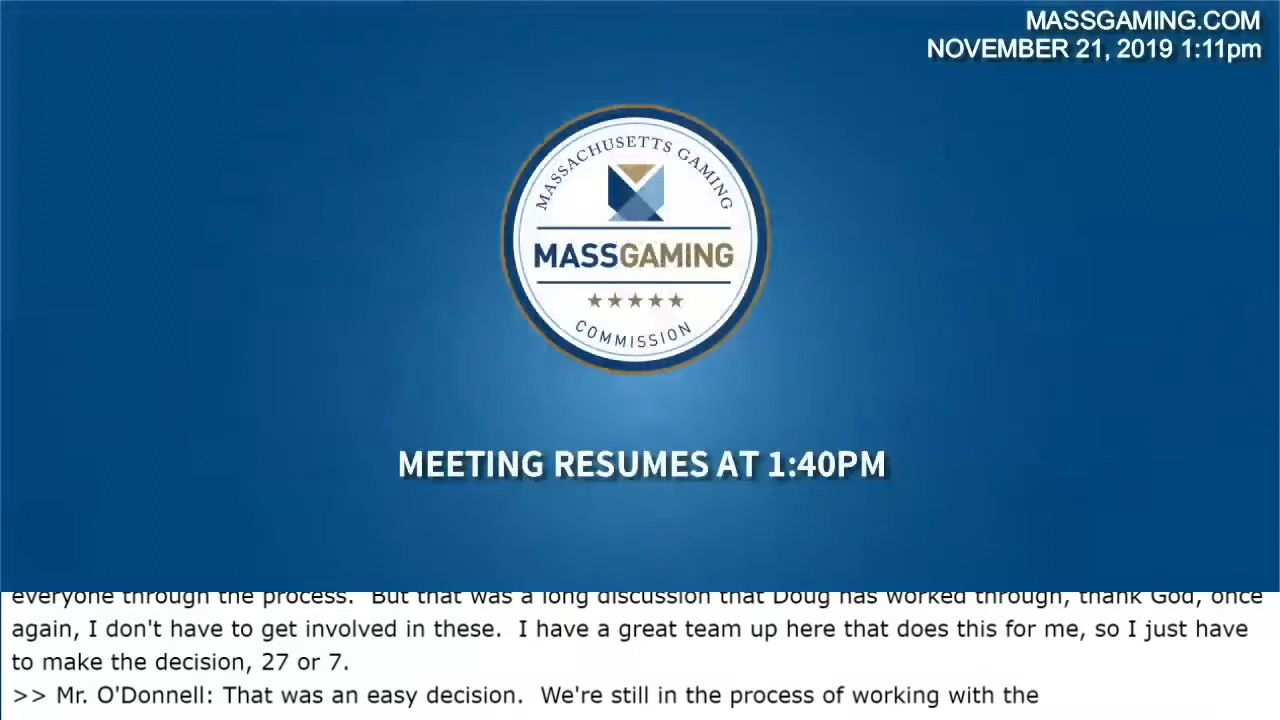 MASSGAMING.COM
NOVEMBER 21, 2019 1:11pm
MASSACHUSETTS GAMING
MASSGAMING
COMMISSION
MEETING RESUMES AT 1:40PM
everyone through the process.  But that was a long discussion that Doug has worked through, thank God, once
again, I don't have to get involved in these.  I have a great team up here that does this for me, so I just have
to make the decision, 27 or 7.
>> Mr. O'Donnell: That was an easy decision.  We're still in the process of working with the